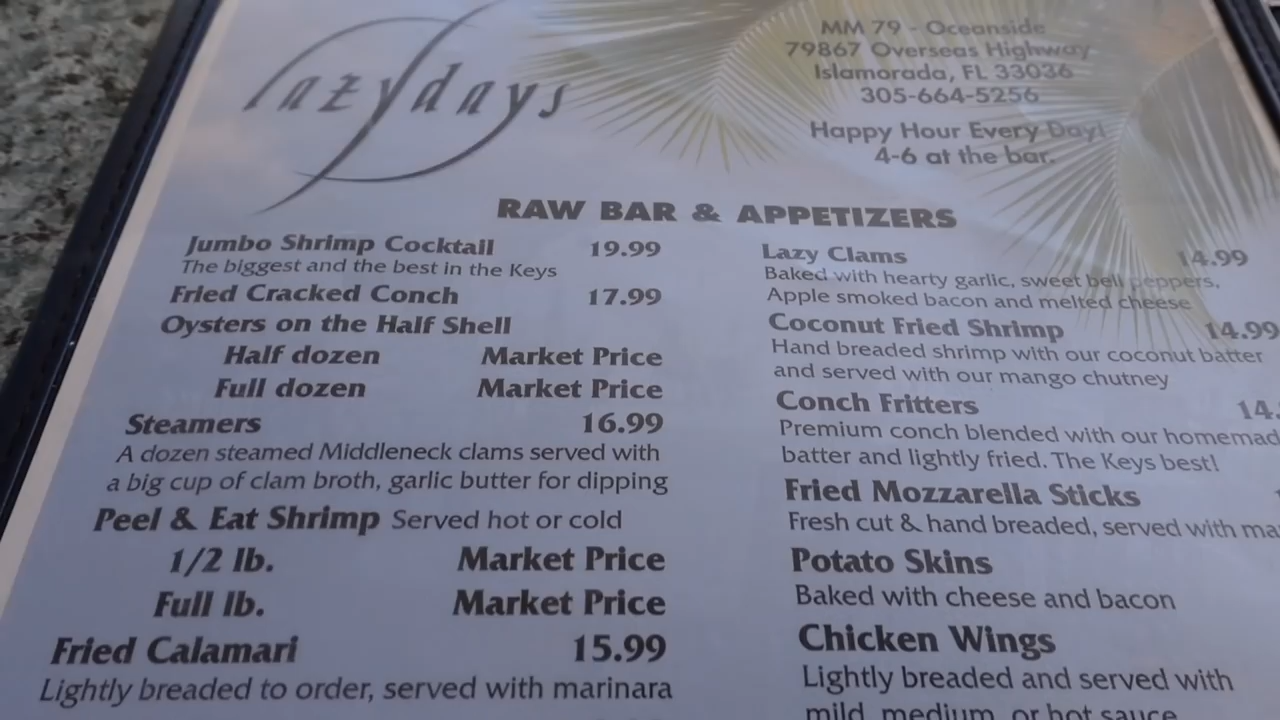 lazydays
MM 79 - Oceanside
79867 Overseas Highway
Islamorada, FL 33036
305-664-5256
Happy Hour Every Day!
4-6 at the bar.
RAW BAR & APPETIZERS
Jumbo Shrimp Cocktail 19.99
The biggest and the best in the Keys
Fried Cracked Conch 17.99
Oysters on the Half Shell
Half dozen Market Price
Full dozen Market Price
Steamers 16.99
A dozen steamed Middleneck clams served with
a big cup of clam broth, garlic butter for dipping
Peel & Eat Shrimp Served hot or cold
1/2 lb. Market Price
Full lb. Market Price
Fried Calamari 15.99
Lightly breaded to order, served with marinara
Lazy Clams 14.99
Baked with hearty garlic, sweet bell peppers,
Apple smoked bacon and melted cheese
Coconut Fried Shrimp 14.99
Hand breaded shrimp with our coconut batter
and served with our mango chutney
Conch Fritters 14.
Premium conch blended with our homemad
batter and lightly fried. The Keys best!
Fried Mozzarella Sticks
Fresh cut & hand breaded, served with ma
Potato Skins
Baked with cheese and bacon
Chicken Wings
Lightly breaded and served with
mild, medium, or hot sauce